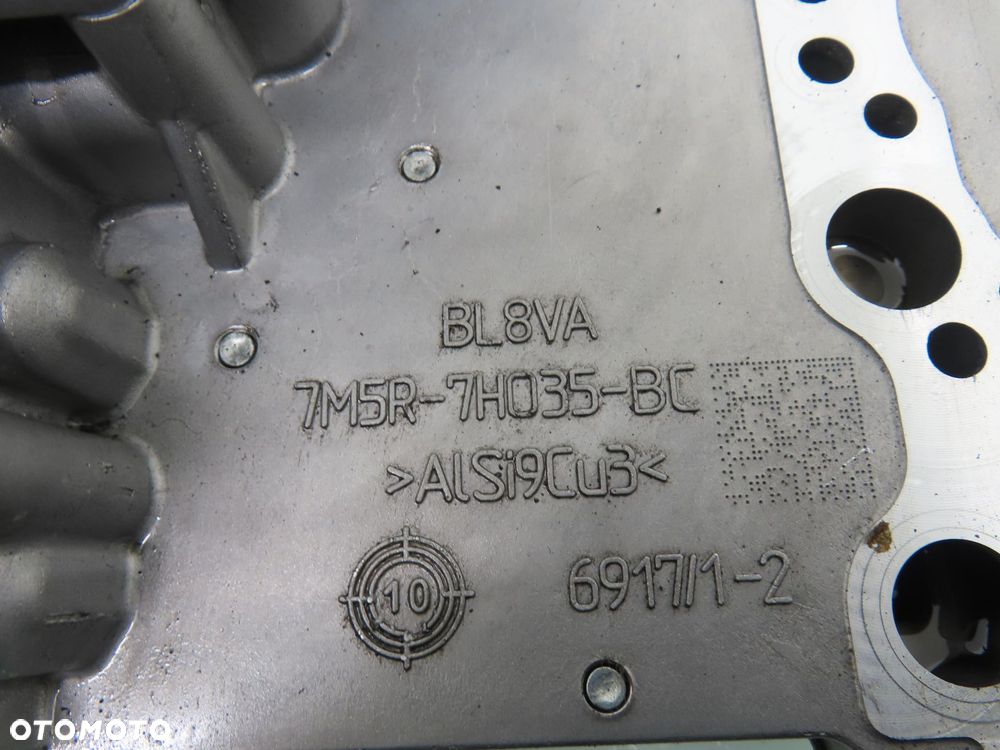 BL8VA
7M5R-7H035-BC
>AlSi9Cu3<
10
6917/1-2
OTOMOTO